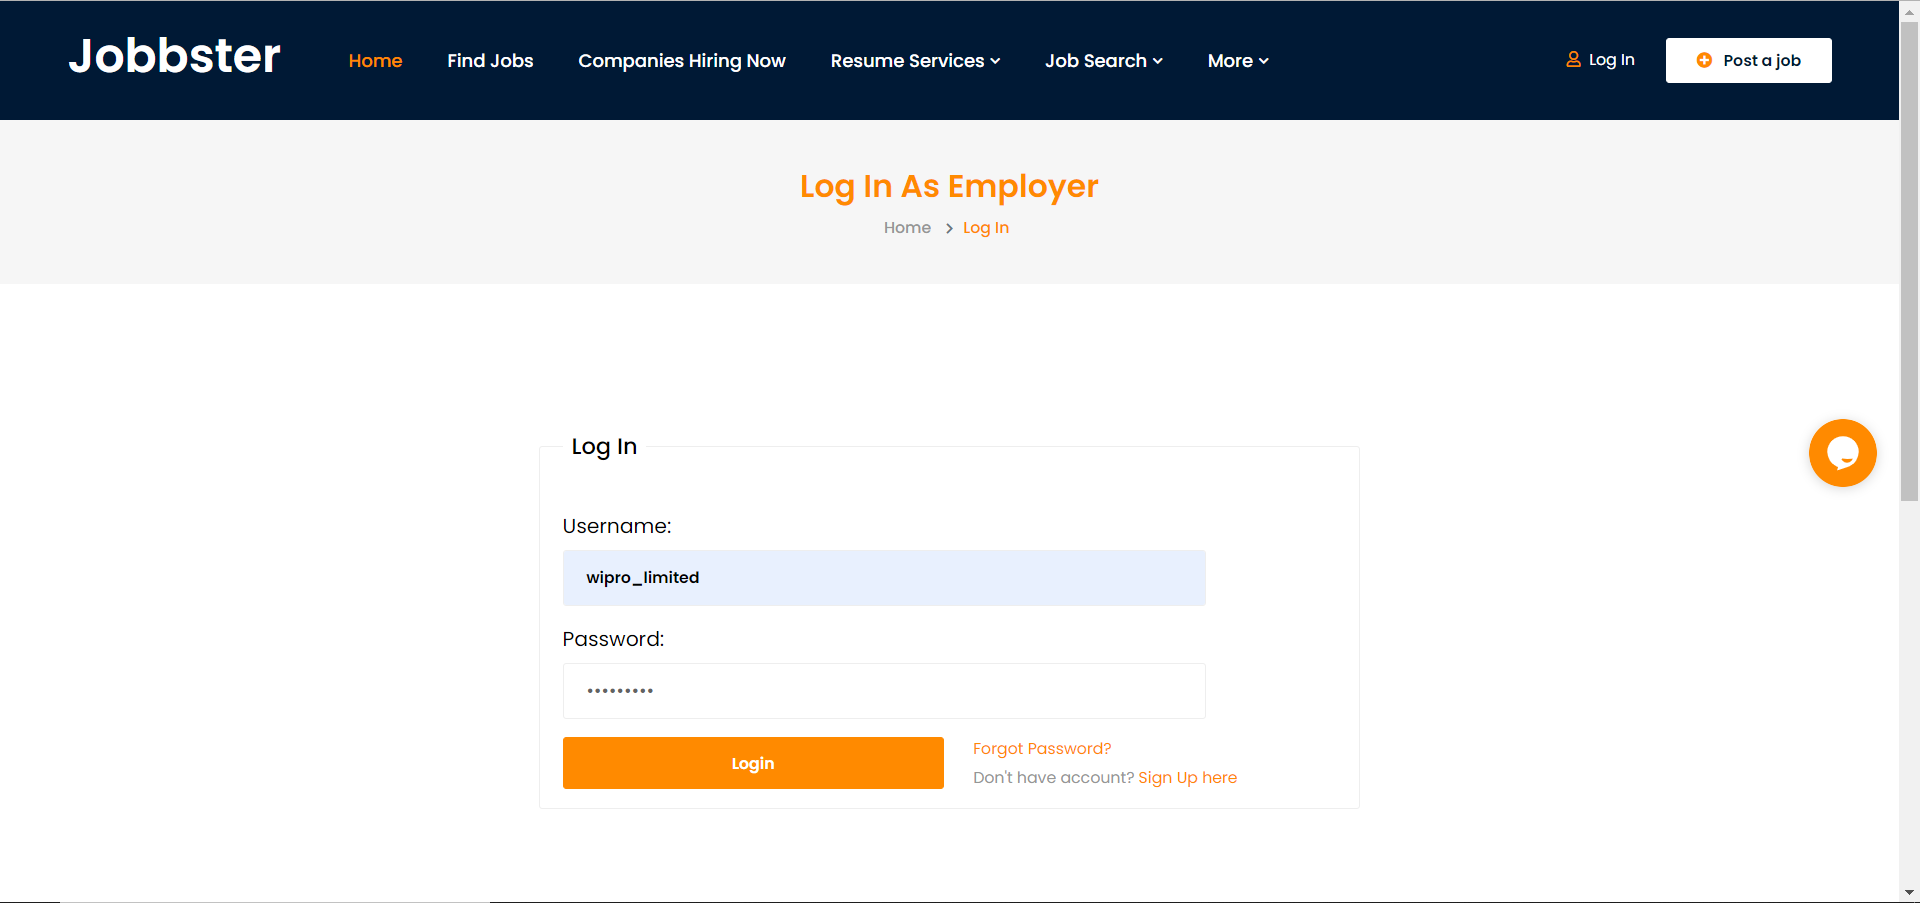 Jobbster
Home Find Jobs Companies Hiring Now Resume Services Job Search More
Log In Post a job
Log In As Employer
Home > Log In
Log In
Username:
wipro_limited
Password:
•••••••••
Login
Forgot Password?
Don't have account? Sign Up here